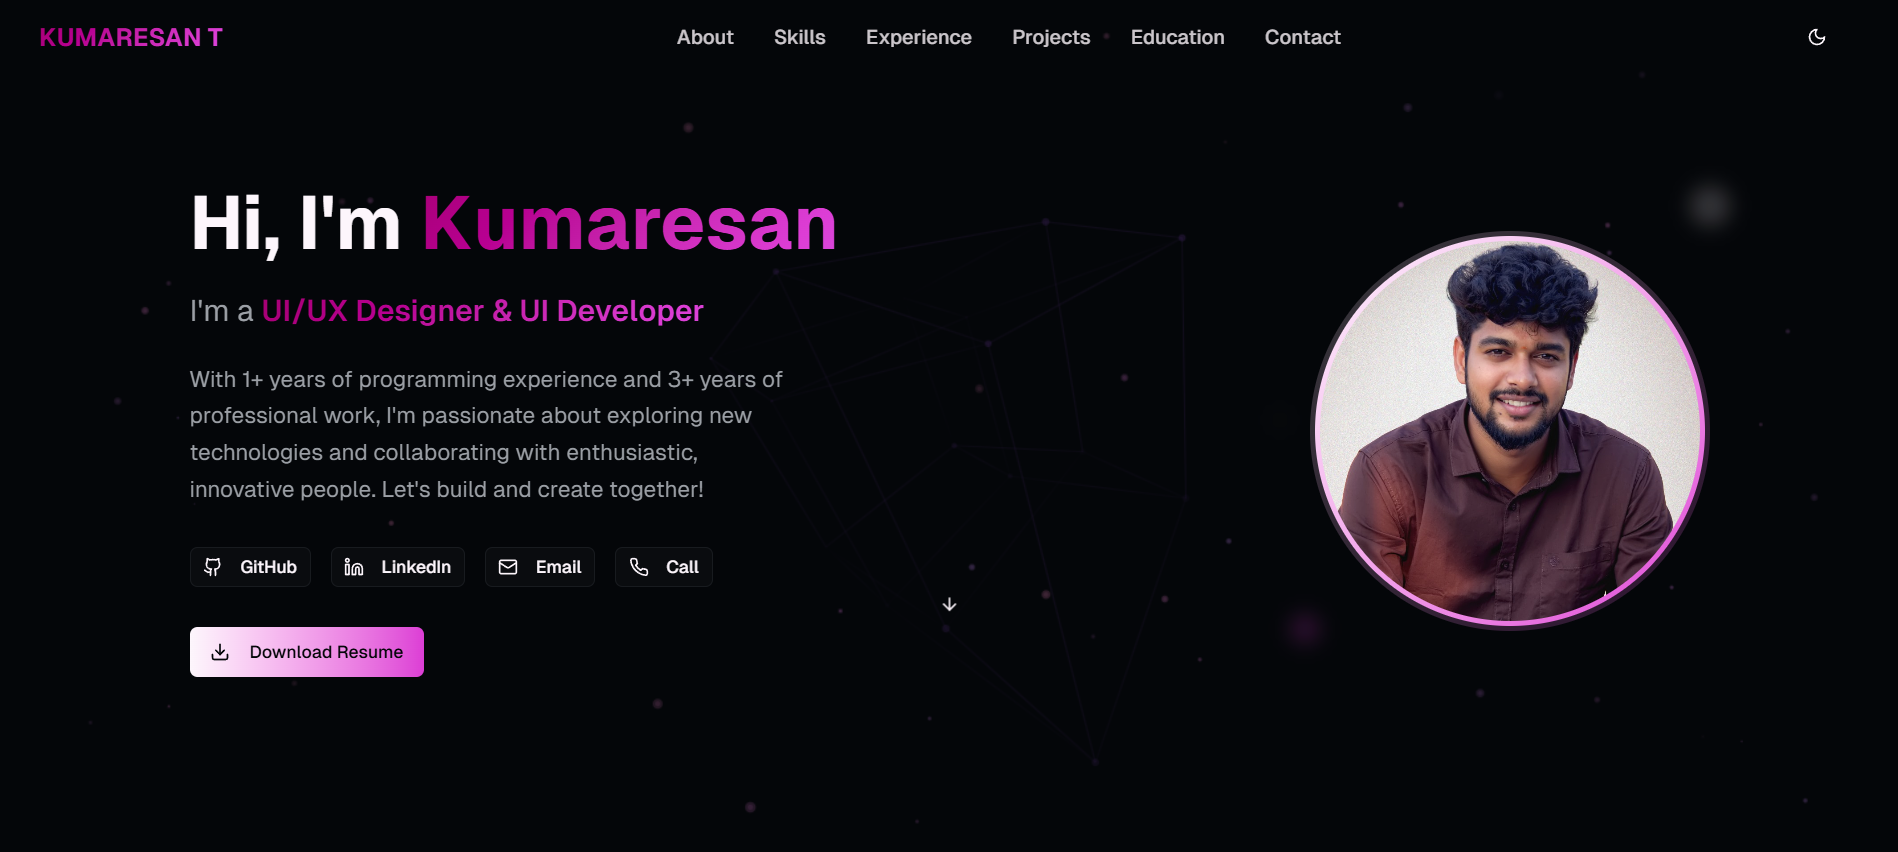 KUMARESAN T
About Skills Experience Projects Education Contact
Hi, I'm Kumaresan
I'm a UI/UX Designer & UI Developer
With 1+ years of programming experience and 3+ years of
professional work, I'm passionate about exploring new
technologies and collaborating with enthusiastic,
innovative people. Let's build and create together!
GitHub LinkedIn Email Call
Download Resume